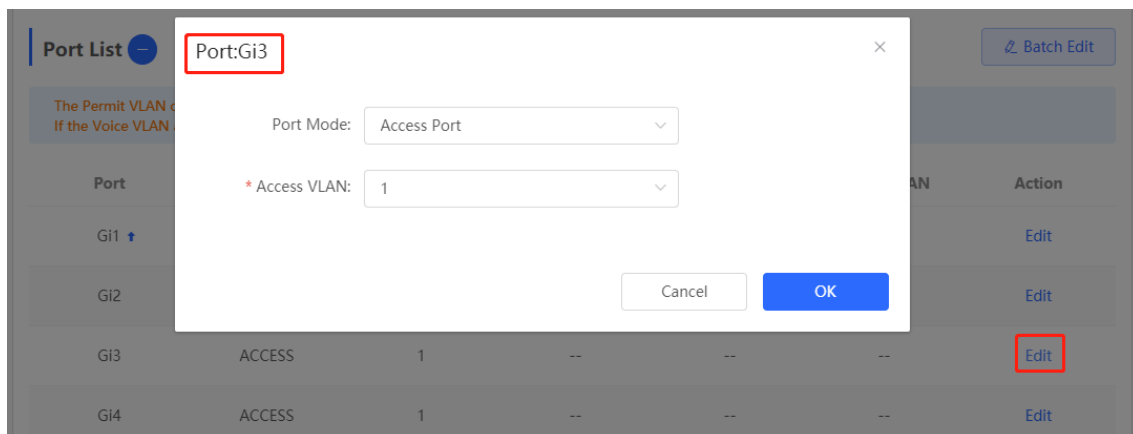 Port List
Port:Gi3
Batch Edit
The Permit VLAN
If the Voice VLAN
Port Mode: Access Port
* Access VLAN: 1
Port AN Action
Gi1 Edit
Cancel OK
Gi2 Edit
Gi3 ACCESS 1 -- -- -- Edit
Gi4 ACCESS 1 -- -- -- Edit